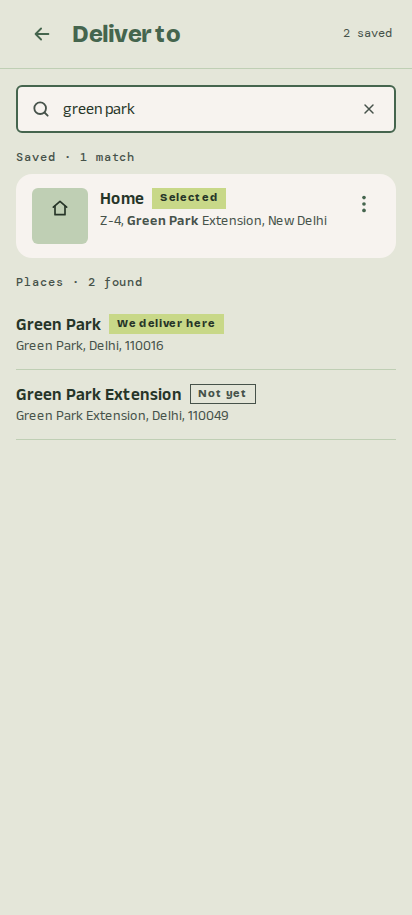 Deliver to
2 saved
green park
Saved · 1 match
Home Selected
Z-4, Green Park Extension, New Delhi
Places · 2 found
Green Park We deliver here
Green Park, Delhi, 110016
Green Park Extension Not yet
Green Park Extension, Delhi, 110049